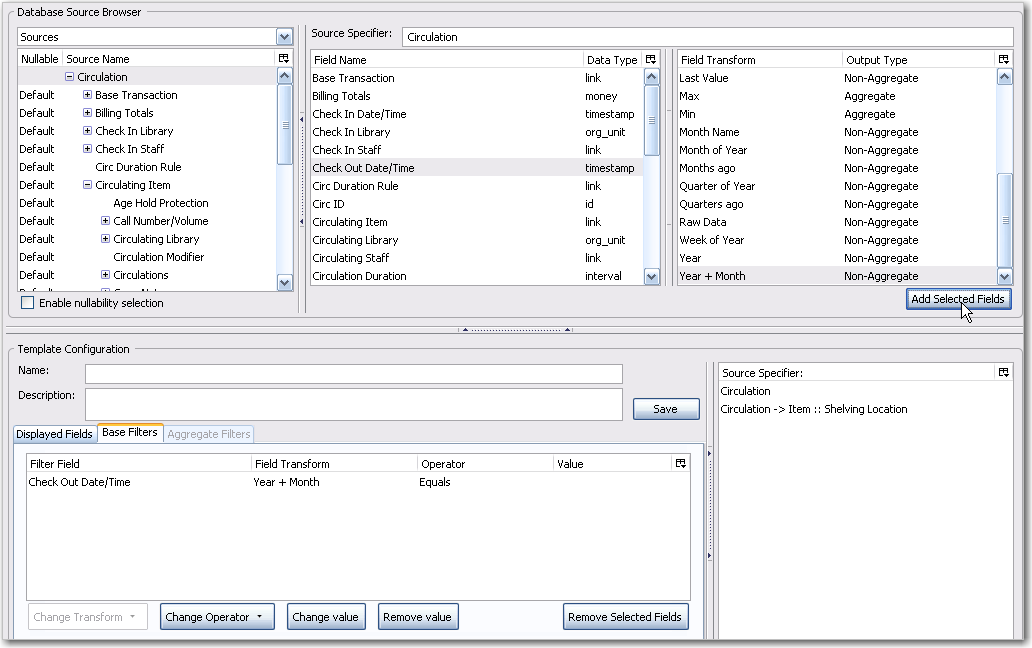 Database Source Browser
Sources
Nullable Source Name
Circulation
Default Base Transaction
Default Billing Totals
Default Check In Library
Default Check In Staff
Default Circ Duration Rule
Default Circulating Item
Default Age Hold Protection
Default Call Number/Volume
Default Circulating Library
Default Circulation Modifier
Default Circulations
Enable nullability selection
Source Specifier: Circulation
Field Name Data Type
Base Transaction link
Billing Totals money
Check In Date/Time timestamp
Check In Library org_unit
Check In Staff link
Check Out Date/Time timestamp
Circ Duration Rule link
Circ ID id
Circulating Item link
Circulating Library org_unit
Circulating Staff link
Circulation Duration interval
Field Transform Output Type
Last Value Non-Aggregate
Max Aggregate
Min Aggregate
Month Name Non-Aggregate
Month of Year Non-Aggregate
Months ago Non-Aggregate
Quarter of Year Non-Aggregate
Quarters ago Non-Aggregate
Raw Data Non-Aggregate
Week of Year Non-Aggregate
Year Non-Aggregate
Year + Month Non-Aggregate
Add Selected Fields
Template Configuration
Name:
Description:
Save
Displayed Fields Base Filters Aggregate Filters
Filter Field Field Transform Operator Value
Check Out Date/Time Year + Month Equals
Change Transform Change Operator Change value Remove value Remove Selected Fields
Source Specifier:
Circulation
Circulation -> Item :: Shelving Location